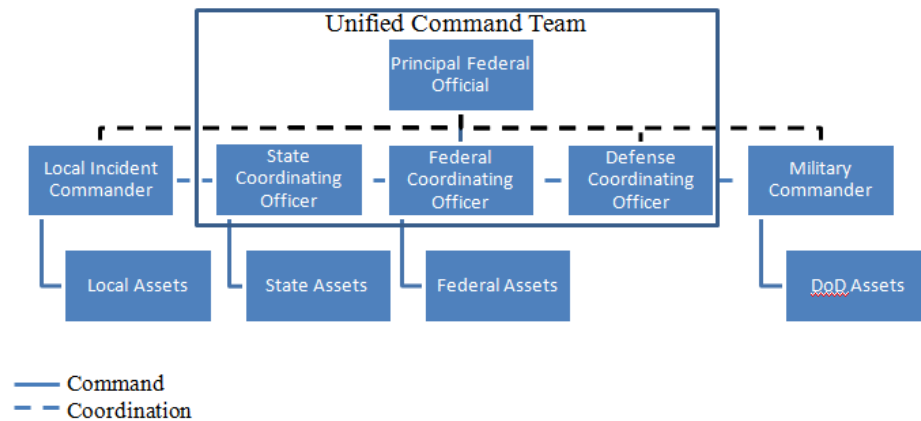 Unified Command Team
Principal Federal
Official
Local Incident
Commander
State
Coordinating
Officer
Federal
Coordinating
Officer
Defense
Coordinating
Officer
Military
Commander
Local Assets
State Assets
Federal Assets
DoD Assets
Command
Coordination